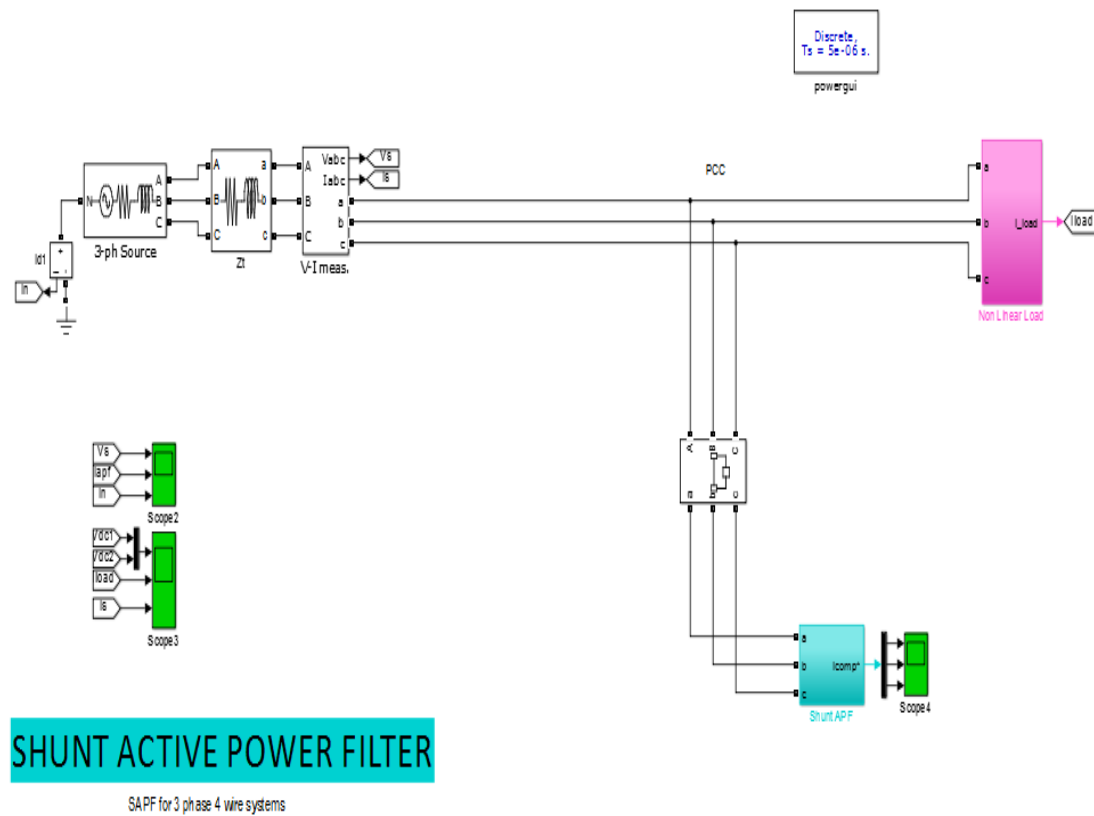 Discrete,
Ts = 5e-06 s.
powergui
PCC
N
A
B
C
3-ph Source
A
B
C
a
b
c
Zt
A
B
C
Vabc
Iabc
a
b
c
V-I meas.
Vs
Is
Id1
+
-
In
a
b
c
I_load
Non Linear Load
Iload
A
B
C
a
b
c
Vs
Iapf
In
Scope2
Vdc1
Vdc2
Iload
Is
Scope3
a
b
c
Icomp*
Shunt APF
Scope4
SHUNT ACTIVE POWER FILTER
SAPF for 3 phase 4 wire systems